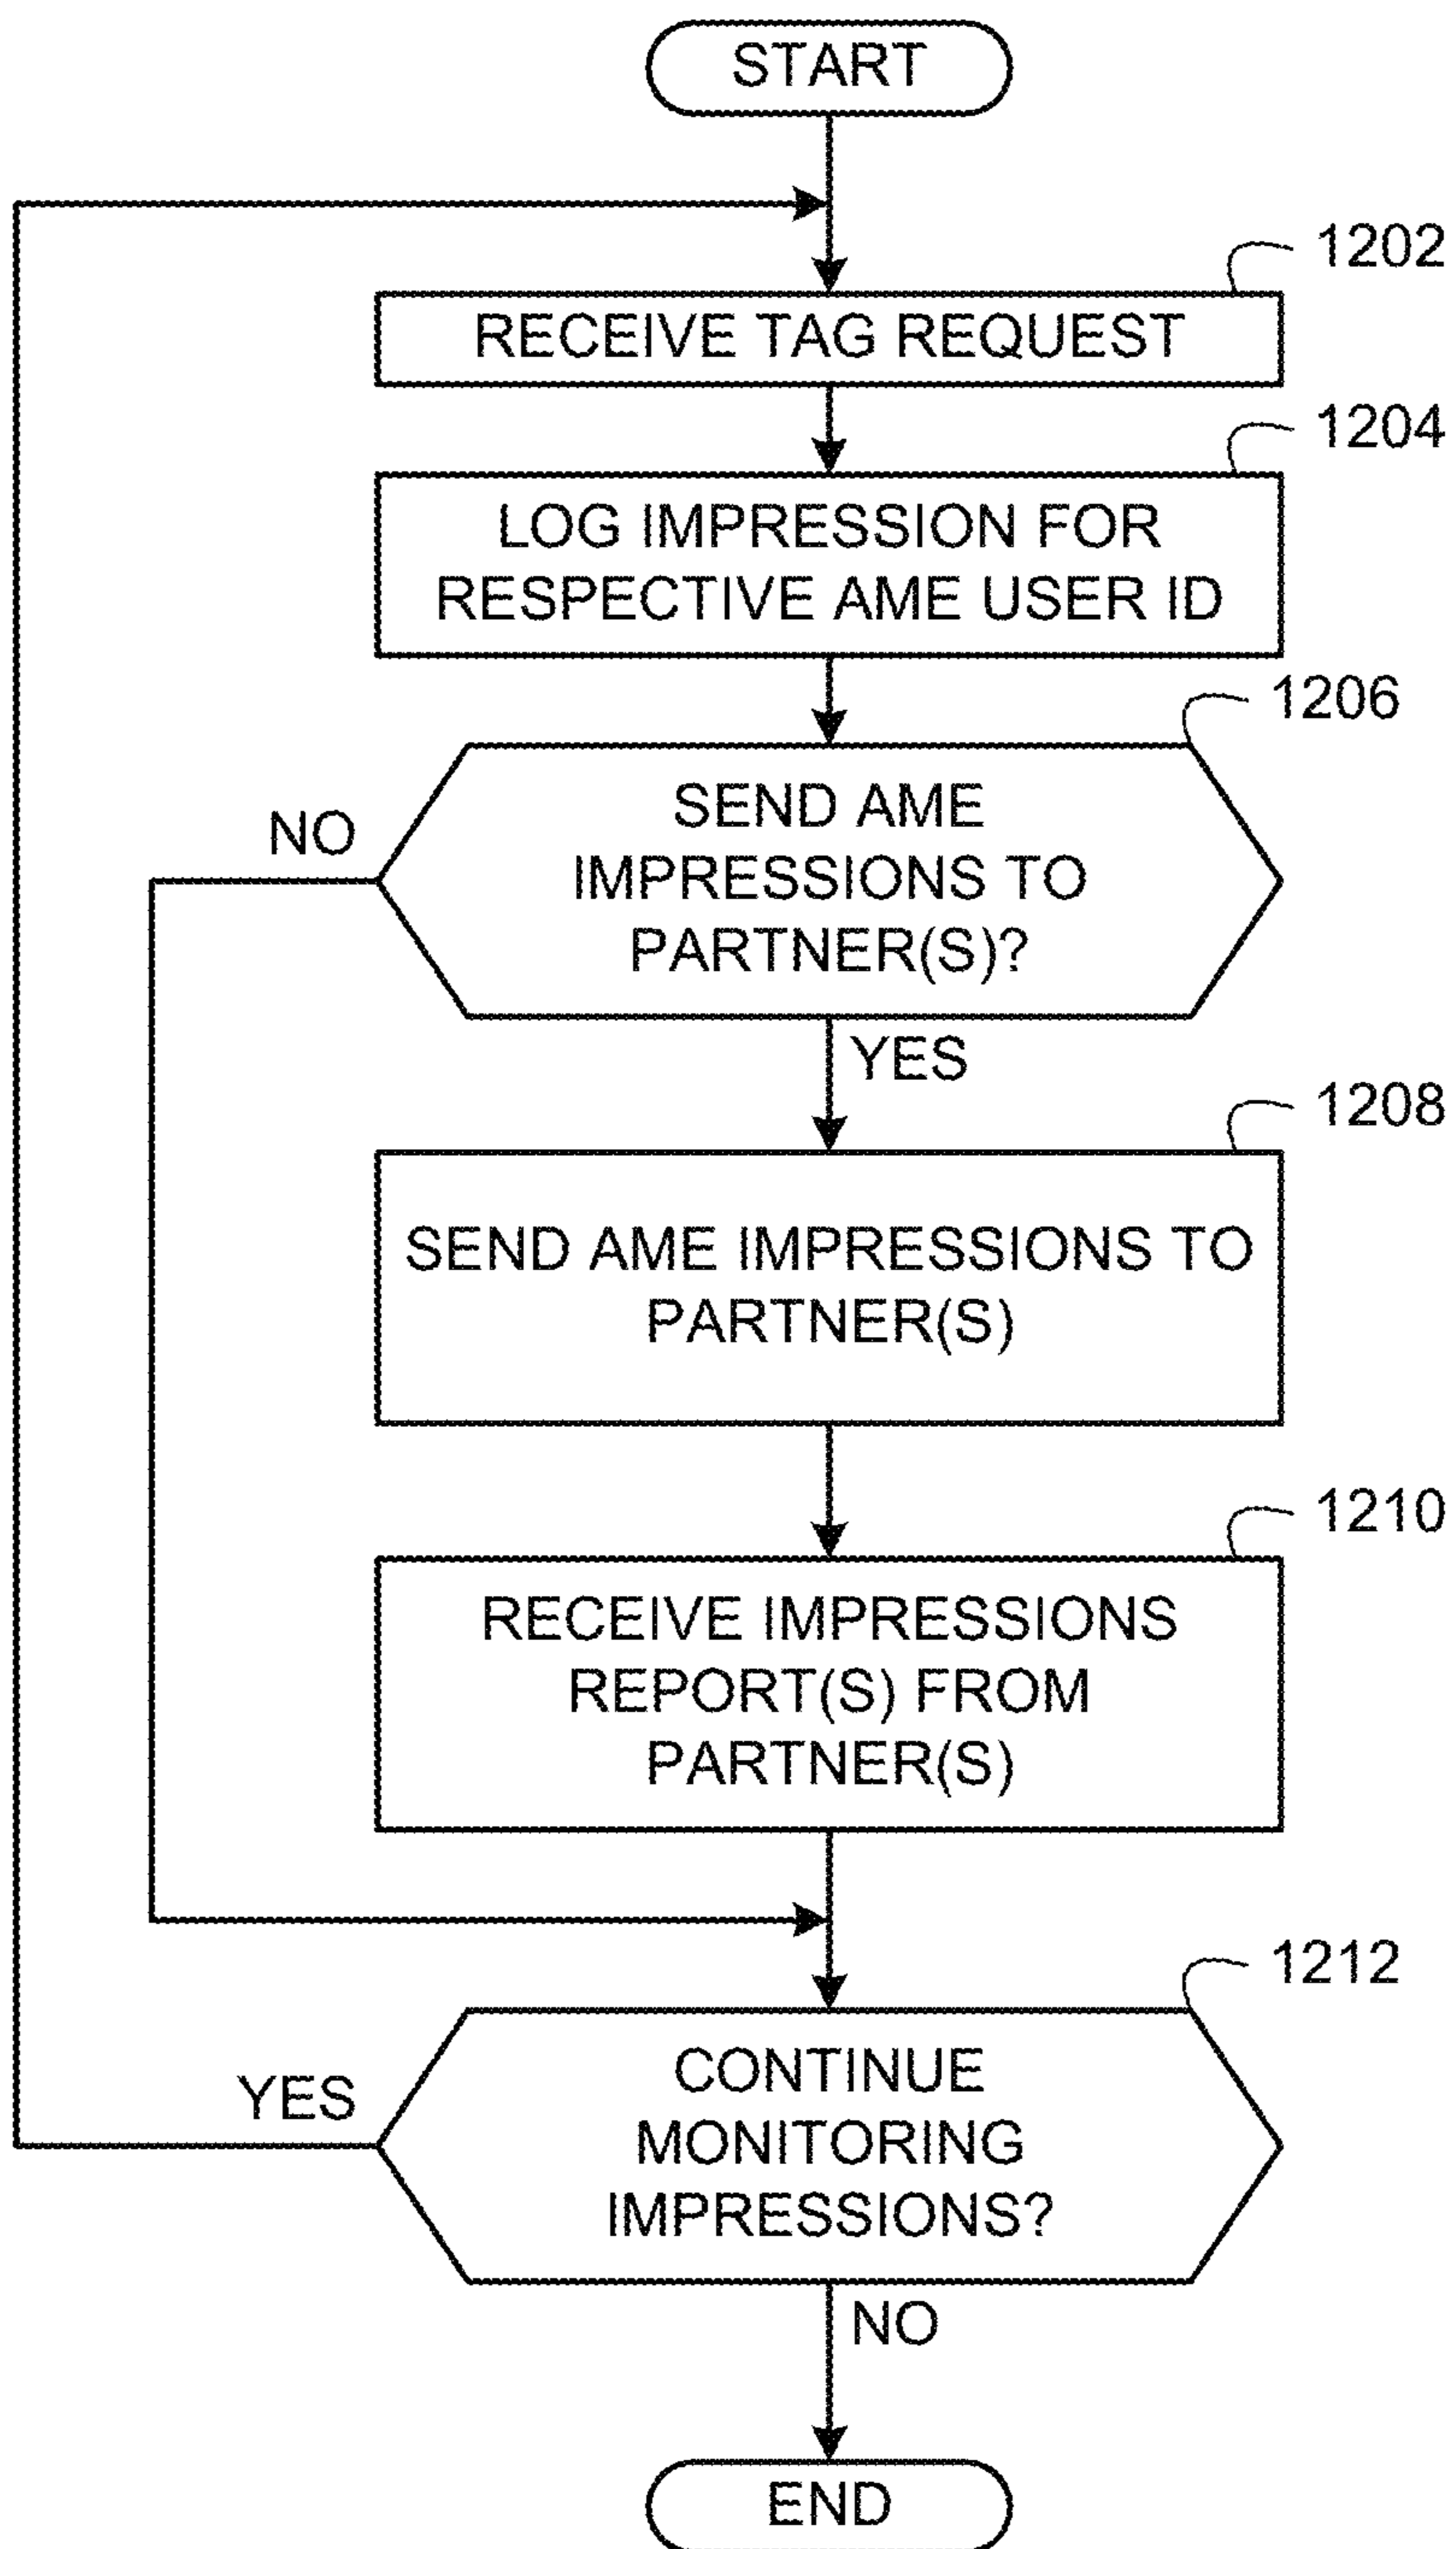 START
1202
RECEIVE TAG REQUEST
1204
LOG IMPRESSION FOR
RESPECTIVE AME USER ID
1206
SEND AME
IMPRESSIONS TO
PARTNER(S)?
NO
YES
1208
SEND AME IMPRESSIONS TO
PARTNER(S)
1210
RECEIVE IMPRESSIONS
REPORT(S) FROM
PARTNER(S)
1212
CONTINUE
MONITORING
IMPRESSIONS?
YES
NO
END